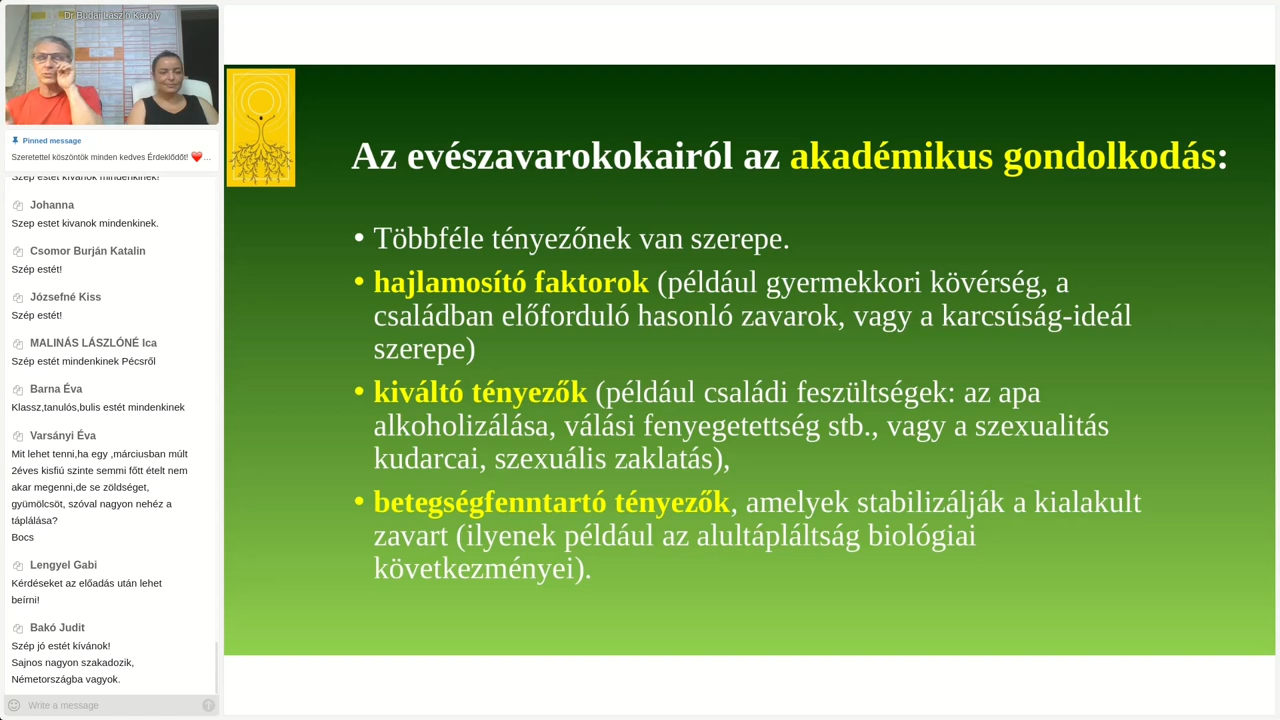 Dr Budai László Károly
Pinned message
Szeretettel köszöntök minden kedves Érdeklődőt! ❤️…
Szép estét kívánok mindenkinek!
Johanna
Szep estet kivanok mindenkinek.
Csomor Burján Katalin
Szép estét!
Józsefné Kiss
Szép estét!
MALINÁS LÁSZLÓNÉ Ica
Szép estét mindenkinek Pécsről
Barna Éva
Klassz,tanulós,bulis estét mindenkinek
Varsányi Éva
Mit lehet tenni,ha egy ,márciusban múlt
2éves kisfiú szinte semmi főtt ételt nem
akar megenni,de se zöldséget,
gyümölcsöt, szóval nagyon nehéz a
táplálása?
Bocs
Lengyel Gabi
Kérdéseket az előadás után lehet
beírni!
Bakó Judit
Szép jó estét kívánok!
Sajnos nagyon szakadozik,
Németországba vagyok.
Write a message
Az evészavarokokairól az akadémikus gondolkodás:
• Többféle tényezőnek van szerepe.
• hajlamosító faktorok (például gyermekkori kövérség, a
családban előforduló hasonló zavarok, vagy a karcsúság-ideál
szerepe)
• kiváltó tényezők (például családi feszültségek: az apa
alkoholizálása, válási fenyegetettség stb., vagy a szexualitás
kudarcai, szexuális zaklatás),
• betegségfenntartó tényezők, amelyek stabilizálják a kialakult
zavart (ilyenek például az alultápláltság biológiai
következményei).